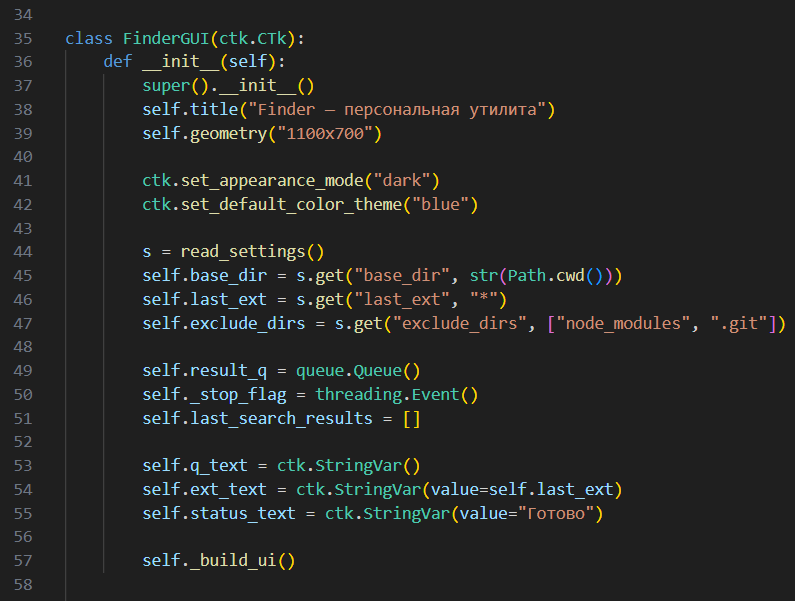 34
35 class FinderGUI(ctk.CTk):
36     def __init__(self):
37         super().__init__()
38         self.title("Finder — персональная утилита")
39         self.geometry("1100x700")
40
41         ctk.set_appearance_mode("dark")
42         ctk.set_default_color_theme("blue")
43
44         s = read_settings()
45         self.base_dir = s.get("base_dir", str(Path.cwd()))
46         self.last_ext = s.get("last_ext", "*")
47         self.exclude_dirs = s.get("exclude_dirs", ["node_modules", ".git"])
48
49         self.result_q = queue.Queue()
50         self._stop_flag = threading.Event()
51         self.last_search_results = []
52
53         self.q_text = ctk.StringVar()
54         self.ext_text = ctk.StringVar(value=self.last_ext)
55         self.status_text = ctk.StringVar(value="Готово")
56
57         self._build_ui()
58